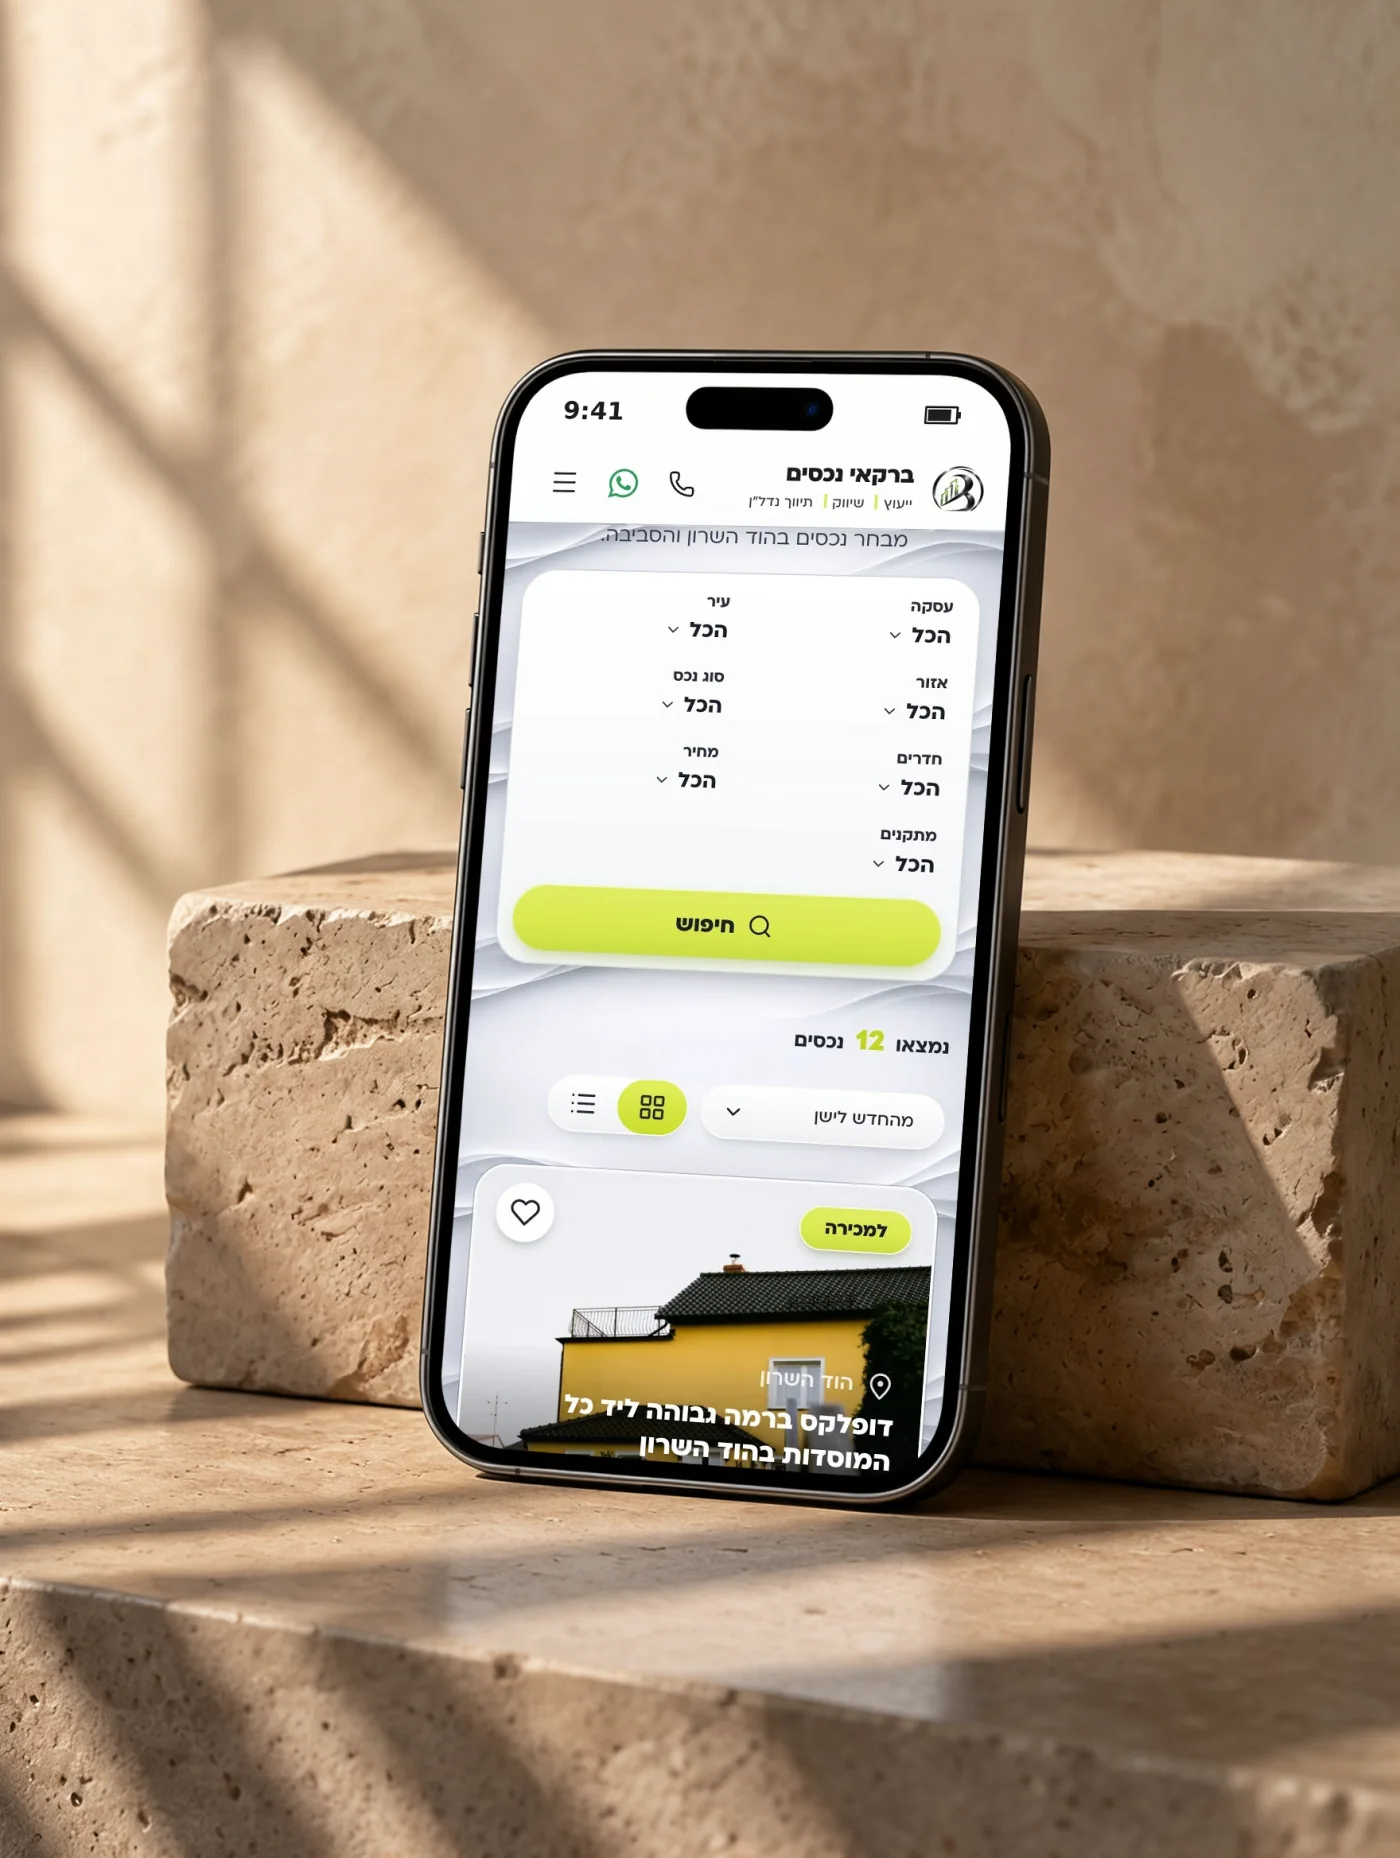 9:41
ברקאי נכסים
ייעוץ | שיווק | תיווך נדל"ן
מבחר נכסים בהוד השרון והסביבה.
עסקה
הכל
עיר
הכל
אזור
הכל
סוג נכס
הכל
חדרים
הכל
מחיר
הכל
מתקנים
הכל
חיפוש
נמצאו 12 נכסים
מהחדש לישן
למכירה
הוד השרון
דופלקס ברמה גבוהה ליד כל
המוסדות בהוד השרון